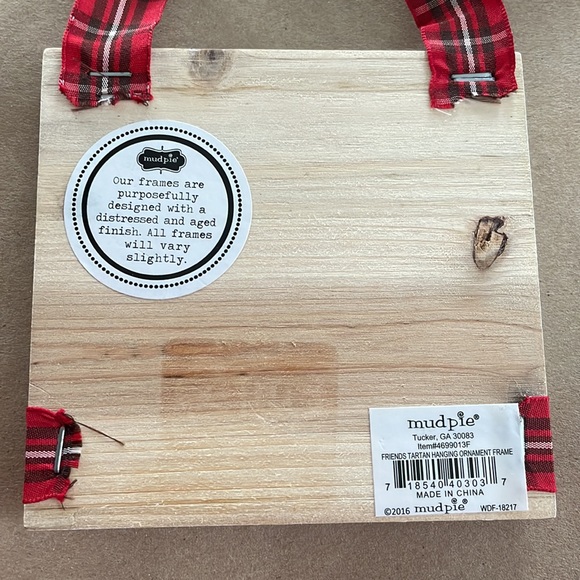 mudpie
Our frames are
purposefully
designed with a
distressed and aged
finish. All frames
will vary
slightly.
mudpie®
Tucker, GA 30083
Item#4699013F
FRIENDS TARTAN HANGING ORNAMENT FRAME
7 18540 40303 7
MADE IN CHINA
©2016 mudpie® WDF-18217